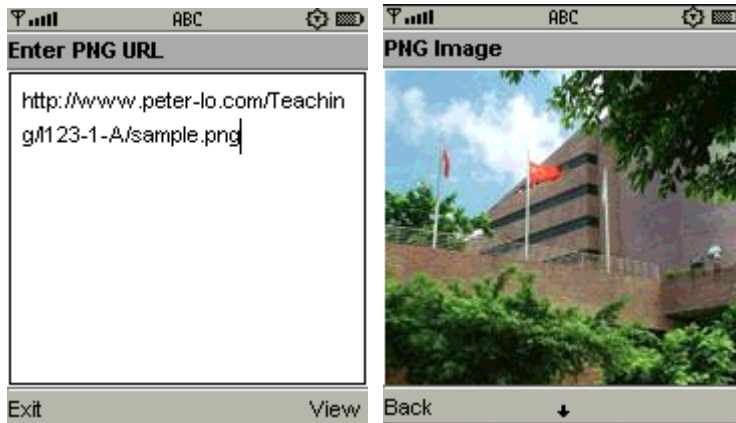 ABC
Enter PNG URL
http://www.peter-lo.com/Teachin
g/I123-1-A/sample.png
Exit View
ABC
PNG Image
Back